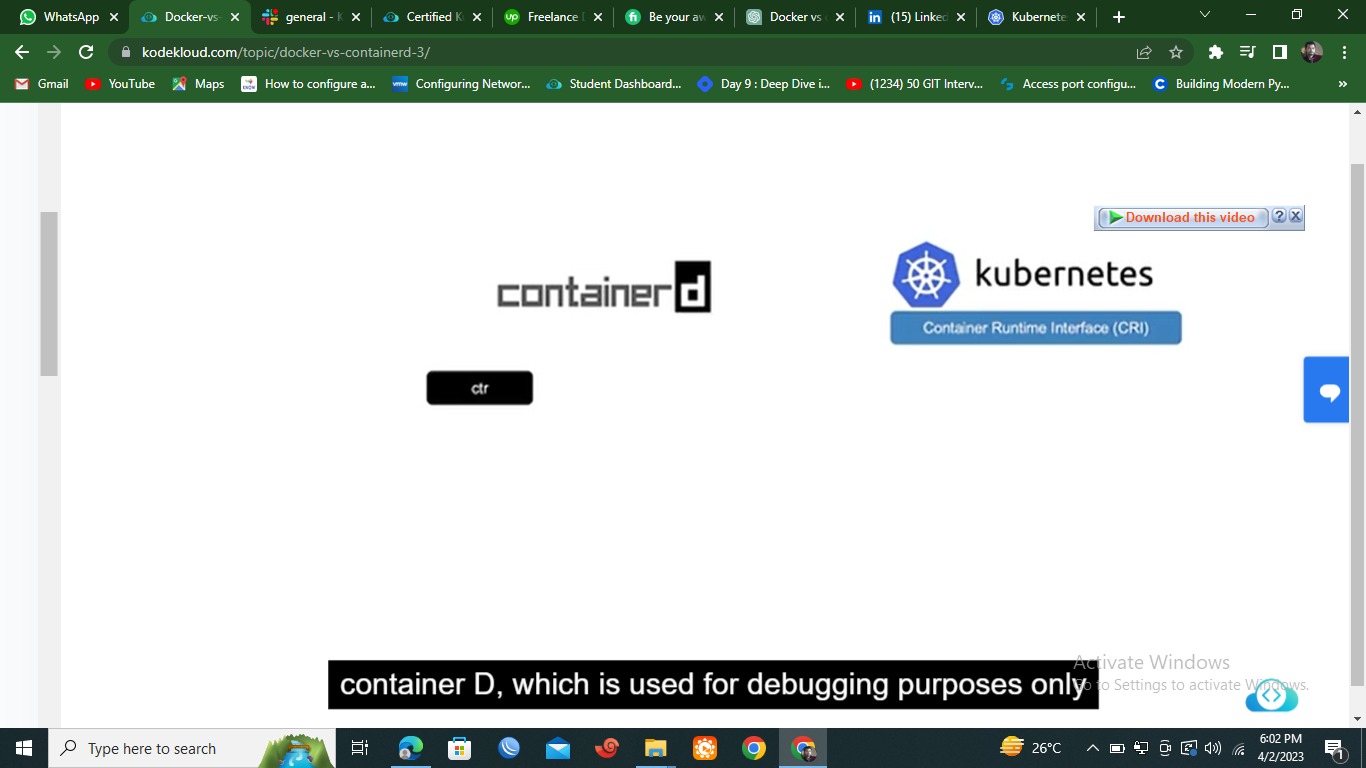 WhatsApp
Docker-vs-
general - K
Certified K
Freelance
Be your aw
Docker vs
(15) Linked
Kubernete
kodekloud.com/topic/docker-vs-containerd-3/
Gmail
YouTube
Maps
How to configure a...
Configuring Networ...
Student Dashboard...
Day 9 : Deep Dive i...
(1234) 50 GIT Interv...
Access port configu...
Building Modern Py...
Download this video
containerd
kubernetes
Container Runtime Interface (CRI)
ctr
Activate Windows
Go to Settings to activate Windows.
container D, which is used for debugging purposes only
Type here to search
26°C
6:02 PM
4/2/2023
1